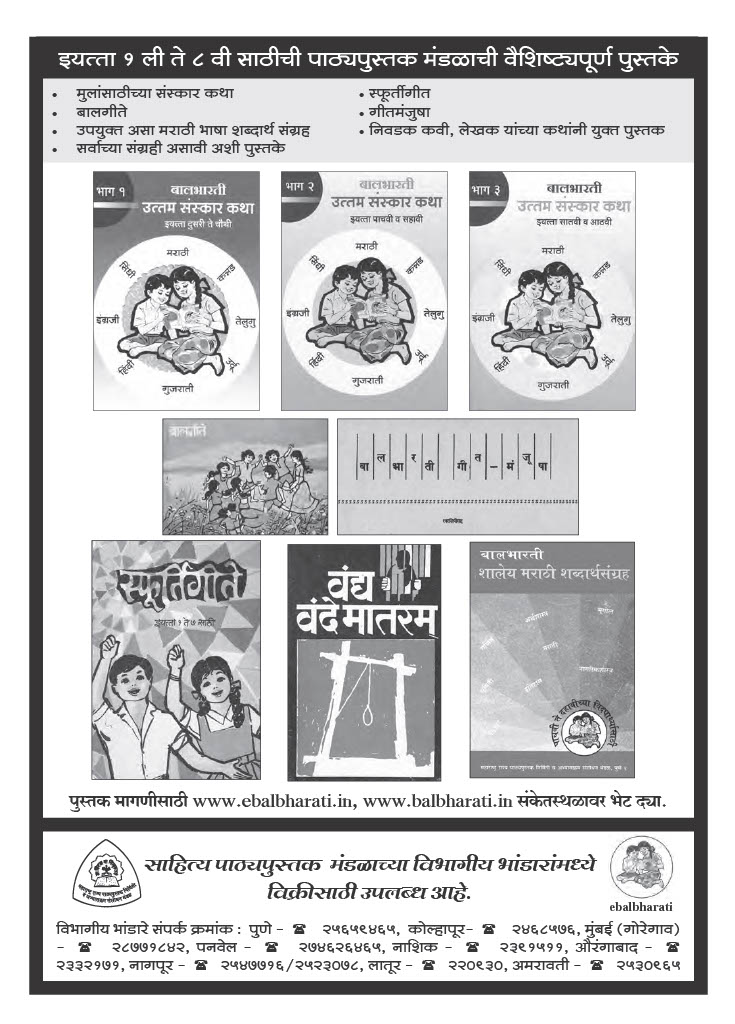 इयत्ता १ ली ते ८ वी साठीची पाठ्यपुस्तक मंडळाची वैशिष्ट्यपूर्ण पुस्तके
• मुलांसाठीच्या संस्कार कथा
• बालगीते
• उपयुक्त असा मराठी भाषा शब्दार्थ संग्रह
• सर्वांच्या संग्रही असावी अशी पुस्तके
• स्फूर्तीगीत
• गीतमंजुषा
• निवडक कवी, लेखक यांच्या कथांनी युक्त पुस्तक
भाग १
बालभारती
उत्तम संस्कार कथा
इयत्ता दुसरी ते चौथी
मराठी
सिंधी
कन्नड
इंग्रजी
तेलुगु
हिंदी
उर्दू
गुजराती
भाग २
बालभारती
उत्तम संस्कार कथा
इयत्ता पाचवी व सहावी
मराठी
सिंधी
कन्नड
इंग्रजी
तेलुगु
हिंदी
उर्दू
गुजराती
भाग ३
बालभारती
उत्तम संस्कार कथा
इयत्ता सातवी व आठवी
मराठी
सिंधी
कन्नड
इंग्रजी
तेलुगु
हिंदी
उर्दू
गुजराती
बालगीते
बालभारती गीत-मंजूषा
स्फूर्तिगीते
इयत्ता १ ते ७ साठी
वंद्य
वंदेमातरम्
बालभारती
शालेय मराठी शब्दार्थसंग्रह
पाचवी ते दहावीच्या विद्यार्थ्यांसाठी
पुस्तक मागणीसाठी www.ebalbharati.in, www.balbharati.in संकेतस्थळावर भेट द्या.
साहित्य पाठ्यपुस्तक मंडळाच्या विभागीय भांडारांमध्ये
विक्रीसाठी उपलब्ध आहे.
ebalbharati
विभागीय भांडारे संपर्क क्रमांक : पुणे - ☎ २५६५९४६५, कोल्हापूर- ☎ २४६८५७६, मुंबई (गोरेगाव)
- ☎ २८७७१८४२, पनवेल - ☎ २७४६२६४६५, नाशिक - ☎ २३९१५११, औरंगाबाद - ☎
२३३२१७१, नागपूर - ☎ २५४७७१६/२५२३०७८, लातूर - ☎ २२०९३०, अमरावती - ☎ २५३०९६५